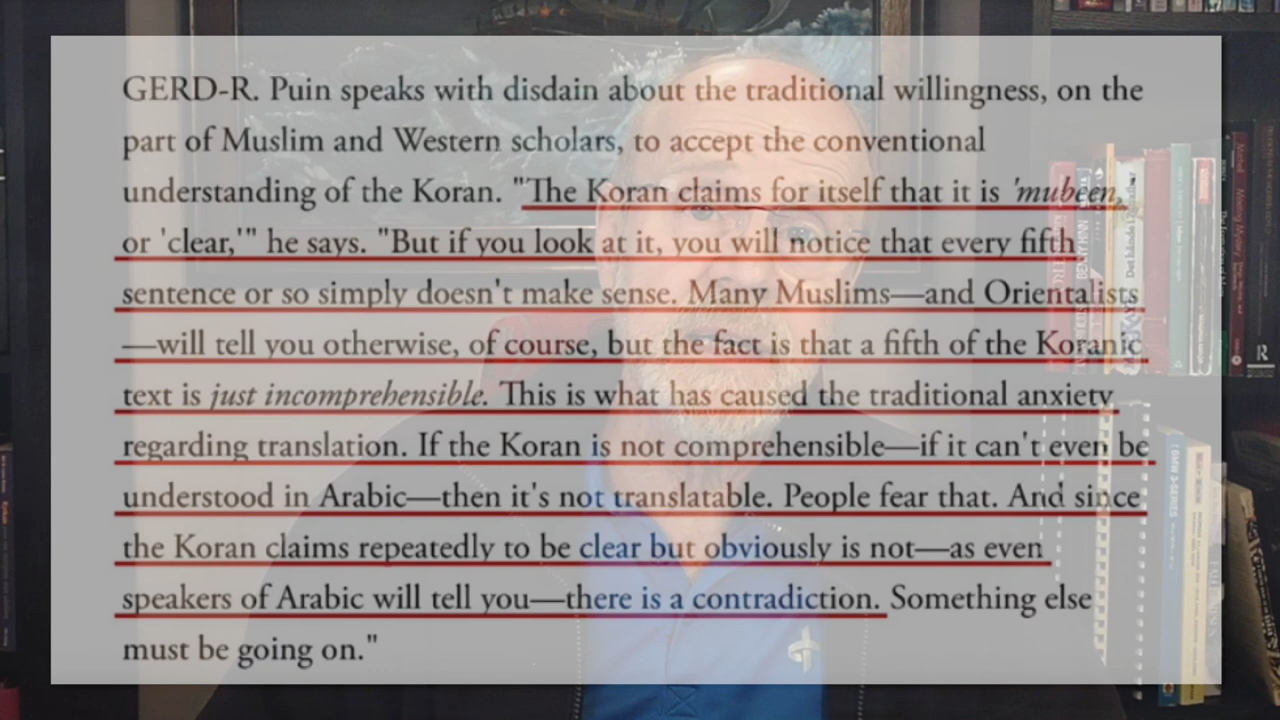 GERD-R. Puin speaks with disdain about the traditional willingness, on the
part of Muslim and Western scholars, to accept the conventional
understanding of the Koran. "The Koran claims for itself that it is 'mubeen,'
or 'clear,'" he says. "But if you look at it, you will notice that every fifth
sentence or so simply doesn't make sense. Many Muslims—and Orientalists
—will tell you otherwise, of course, but the fact is that a fifth of the Koranic
text is just incomprehensible. This is what has caused the traditional anxiety
regarding translation. If the Koran is not comprehensible—if it can't even be
understood in Arabic—then it's not translatable. People fear that. And since
the Koran claims repeatedly to be clear but obviously is not—as even
speakers of Arabic will tell you—there is a contradiction. Something else
must be going on."